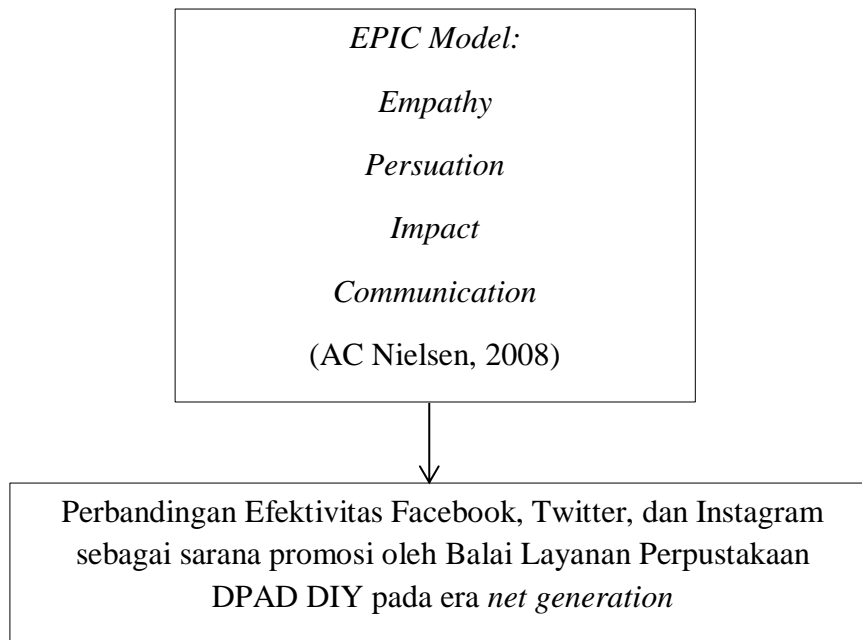 EPIC Model:
Empathy
Persuation
Impact
Communication
(AC Nielsen, 2008)
Perbandingan Efektivitas Facebook, Twitter, dan Instagram
sebagai sarana promosi oleh Balai Layanan Perpustakaan
DPAD DIY pada era net generation